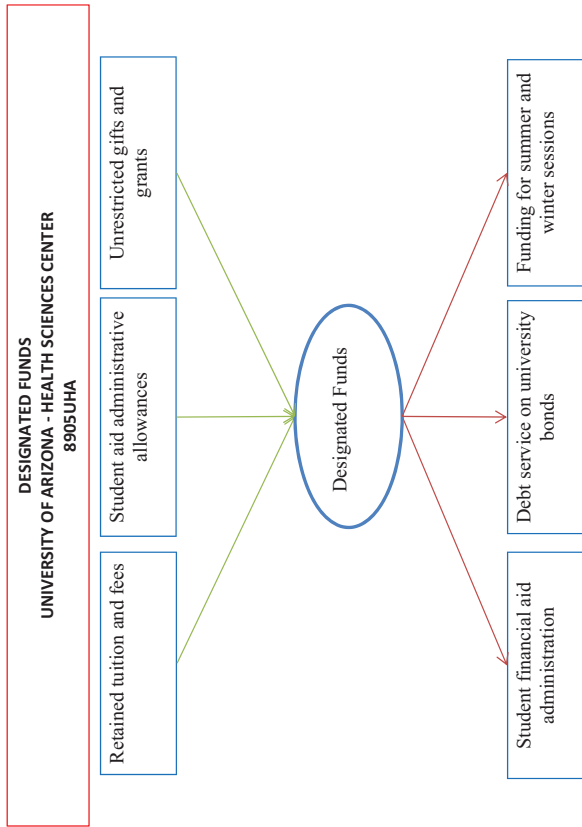 DESIGNATED FUNDS
UNIVERSITY OF ARIZONA - HEALTH SCIENCES CENTER
8905UHA
Retained tuition and fees
Student aid administrative
allowances
Unrestricted gifts and
grants
Designated Funds
Student financial aid
administration
Debt service on university
bonds
Funding for summer and
winter sessions